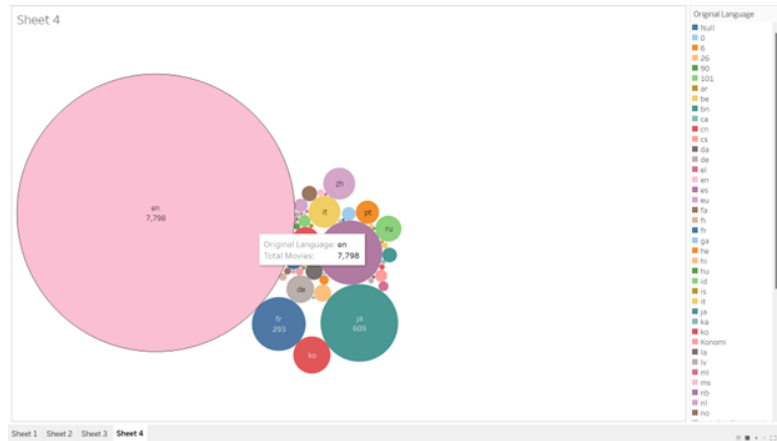 Sheet 4
en
7,798
zh
it
pt
ru
Original Language: en
Total Movies: 7,798
de
fr
293
ja
609
ko
Original Language
Null
0
6
26
90
101
ar
be
bn
ca
cn
cs
da
de
el
en
es
eu
fa
fi
fr
ga
he
hi
hu
id
is
it
ja
ka
ko
Konomi
la
lv
ml
ms
nb
nl
no
Sheet 1 Sheet 2 Sheet 3 Sheet 4